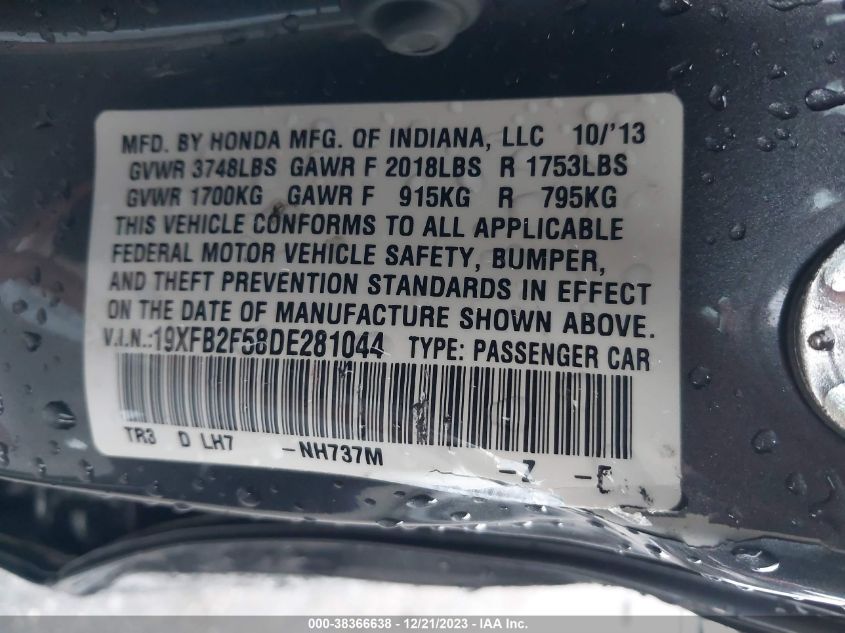 MFD. BY HONDA MFG. OF INDIANA, LLC 10/'13
GVWR 3748LBS GAWR F 2018LBS R 1753LBS
GVWR 1700KG GAWR F 915KG R 795KG
THIS VEHICLE CONFORMS TO ALL APPLICABLE
FEDERAL MOTOR VEHICLE SAFETY, BUMPER,
AND THEFT PREVENTION STANDARDS IN EFFECT
ON THE DATE OF MANUFACTURE SHOWN ABOVE.
V.I.N.:19XFB2F58DE281044 TYPE: PASSENGER CAR
TR3 D LH7 -NH737M -7
000-38366638 - 12/21/2023 - IAA Inc.